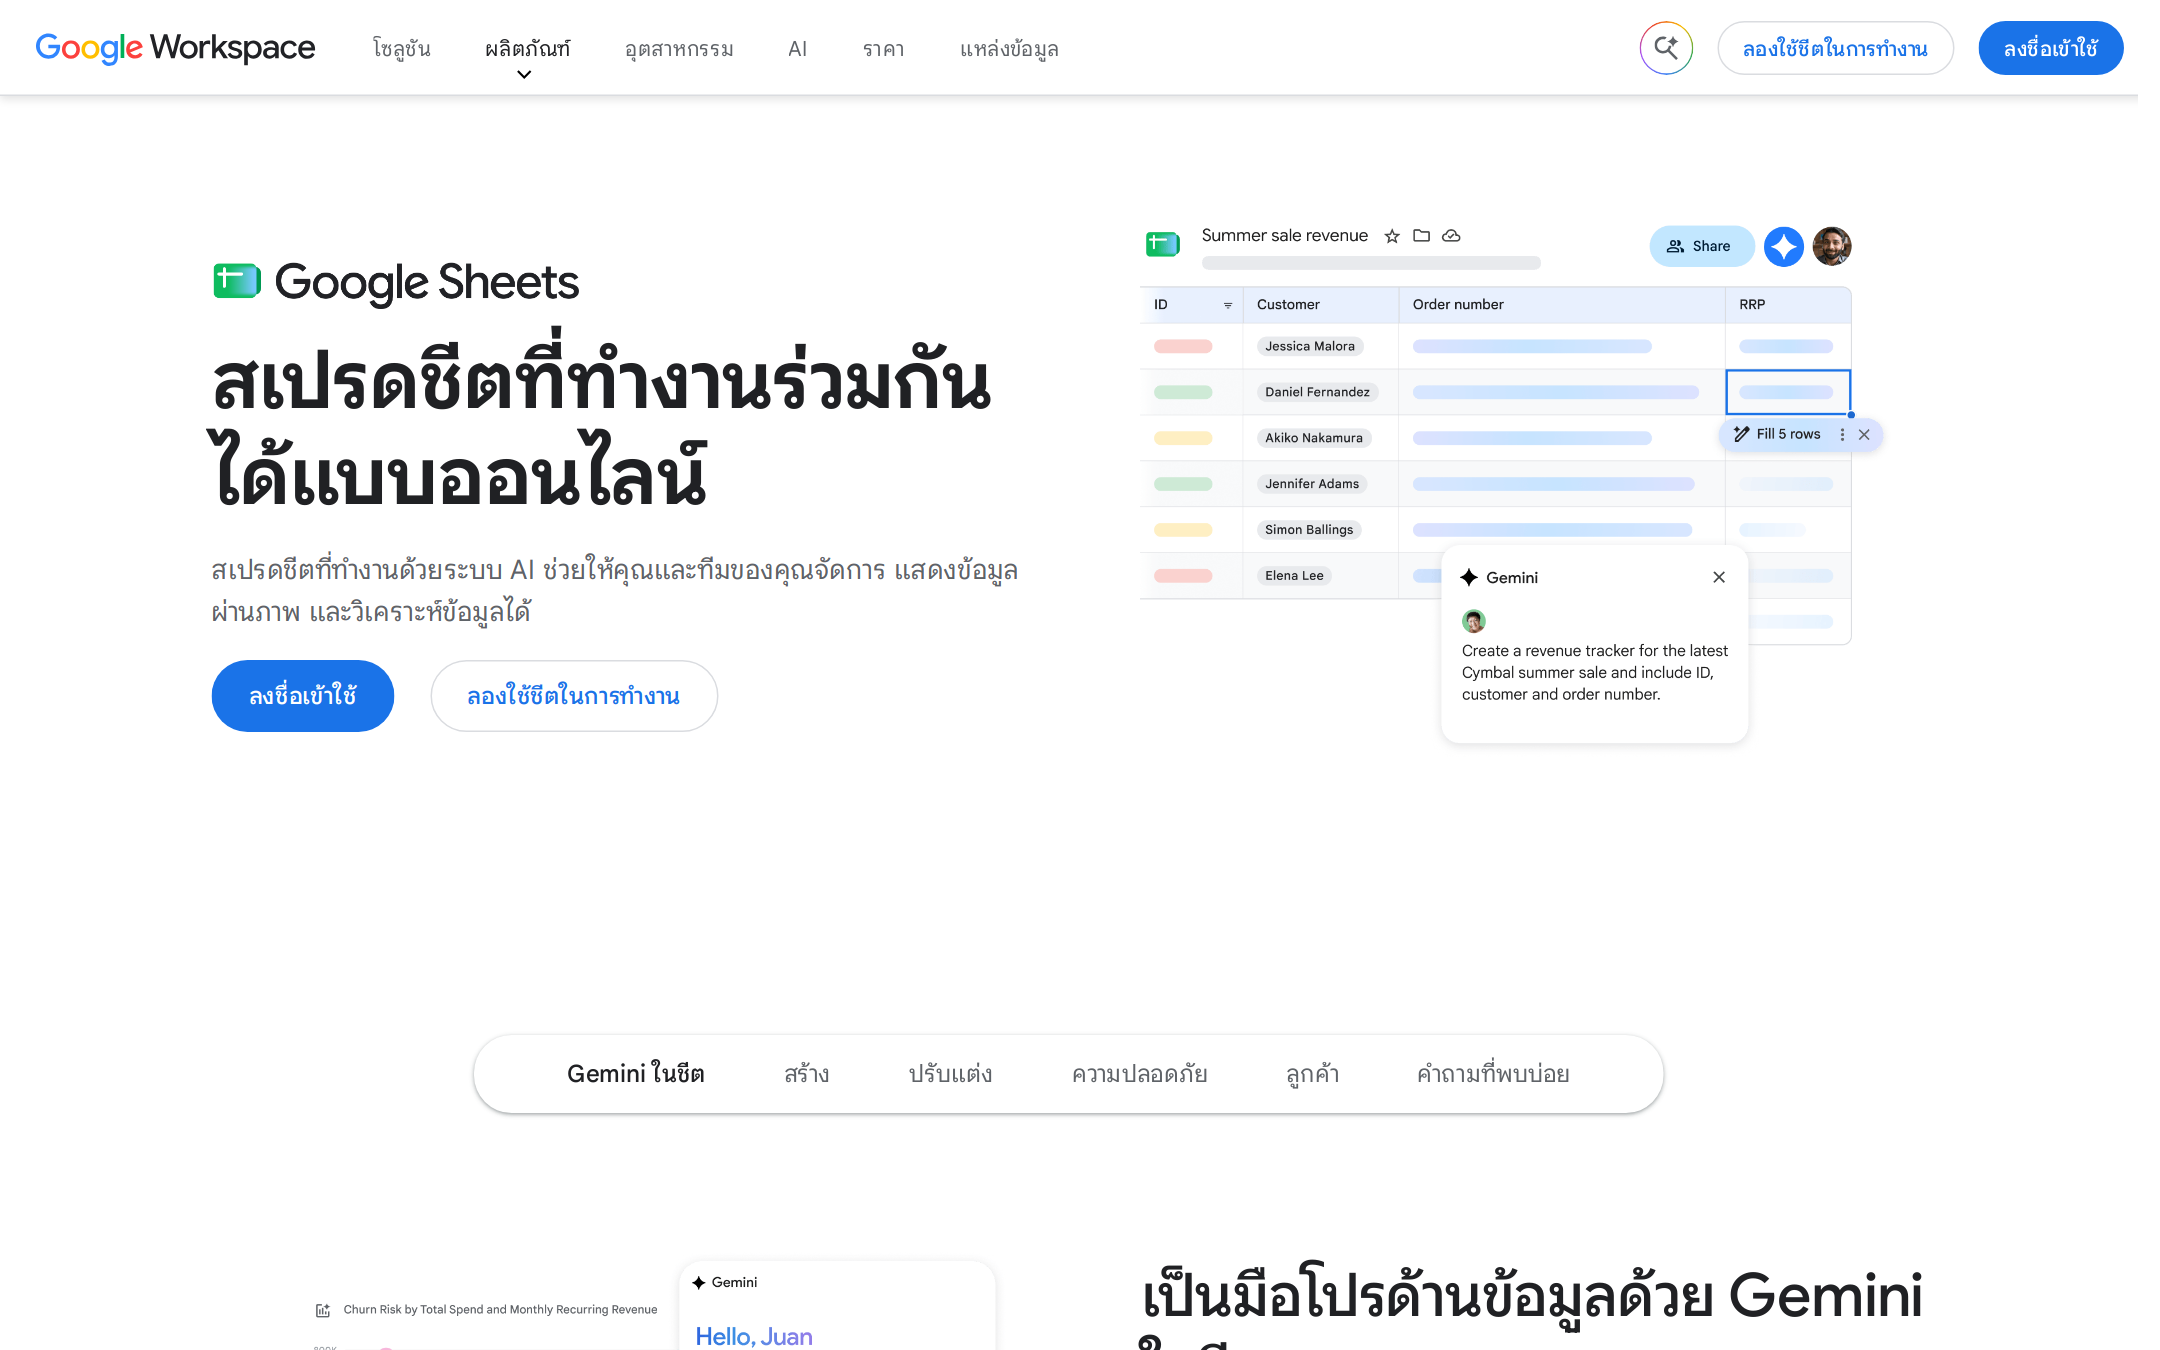 Google Workspace
โซลูชัน
ผลิตภัณฑ์
อุตสาหกรรม
AI
ราคา
แหล่งข้อมูล
ลองใช้ชีตในการทำงาน
ลงชื่อเข้าใช้
Google Sheets
สเปรดชีตที่ทำงานร่วมกัน
ได้แบบออนไลน์
สเปรดชีตที่ทำงานด้วยระบบ AI ช่วยให้คุณและทีมของคุณจัดการ แสดงข้อมูล
ผ่านภาพ และวิเคราะห์ข้อมูลได้
ลงชื่อเข้าใช้
ลองใช้ชีตในการทำงาน
Summer sale revenue
Share
ID
Customer
Order number
RRP
Jessica Malora
Daniel Fernandez
Akiko Nakamura
Fill 5 rows
Jennifer Adams
Simon Ballings
Elena Lee
Gemini
Create a revenue tracker for the latest
Cymbal summer sale and include ID,
customer and order number.
Gemini ในชีต
สร้าง
ปรับแต่ง
ความปลอดภัย
ลูกค้า
คำถามที่พบบ่อย
Churn Risk by Total Spend and Monthly Recurring Revenue
Gemini
Hello, Juan
เป็นมือโปรด้านข้อมูลด้วย Gemini